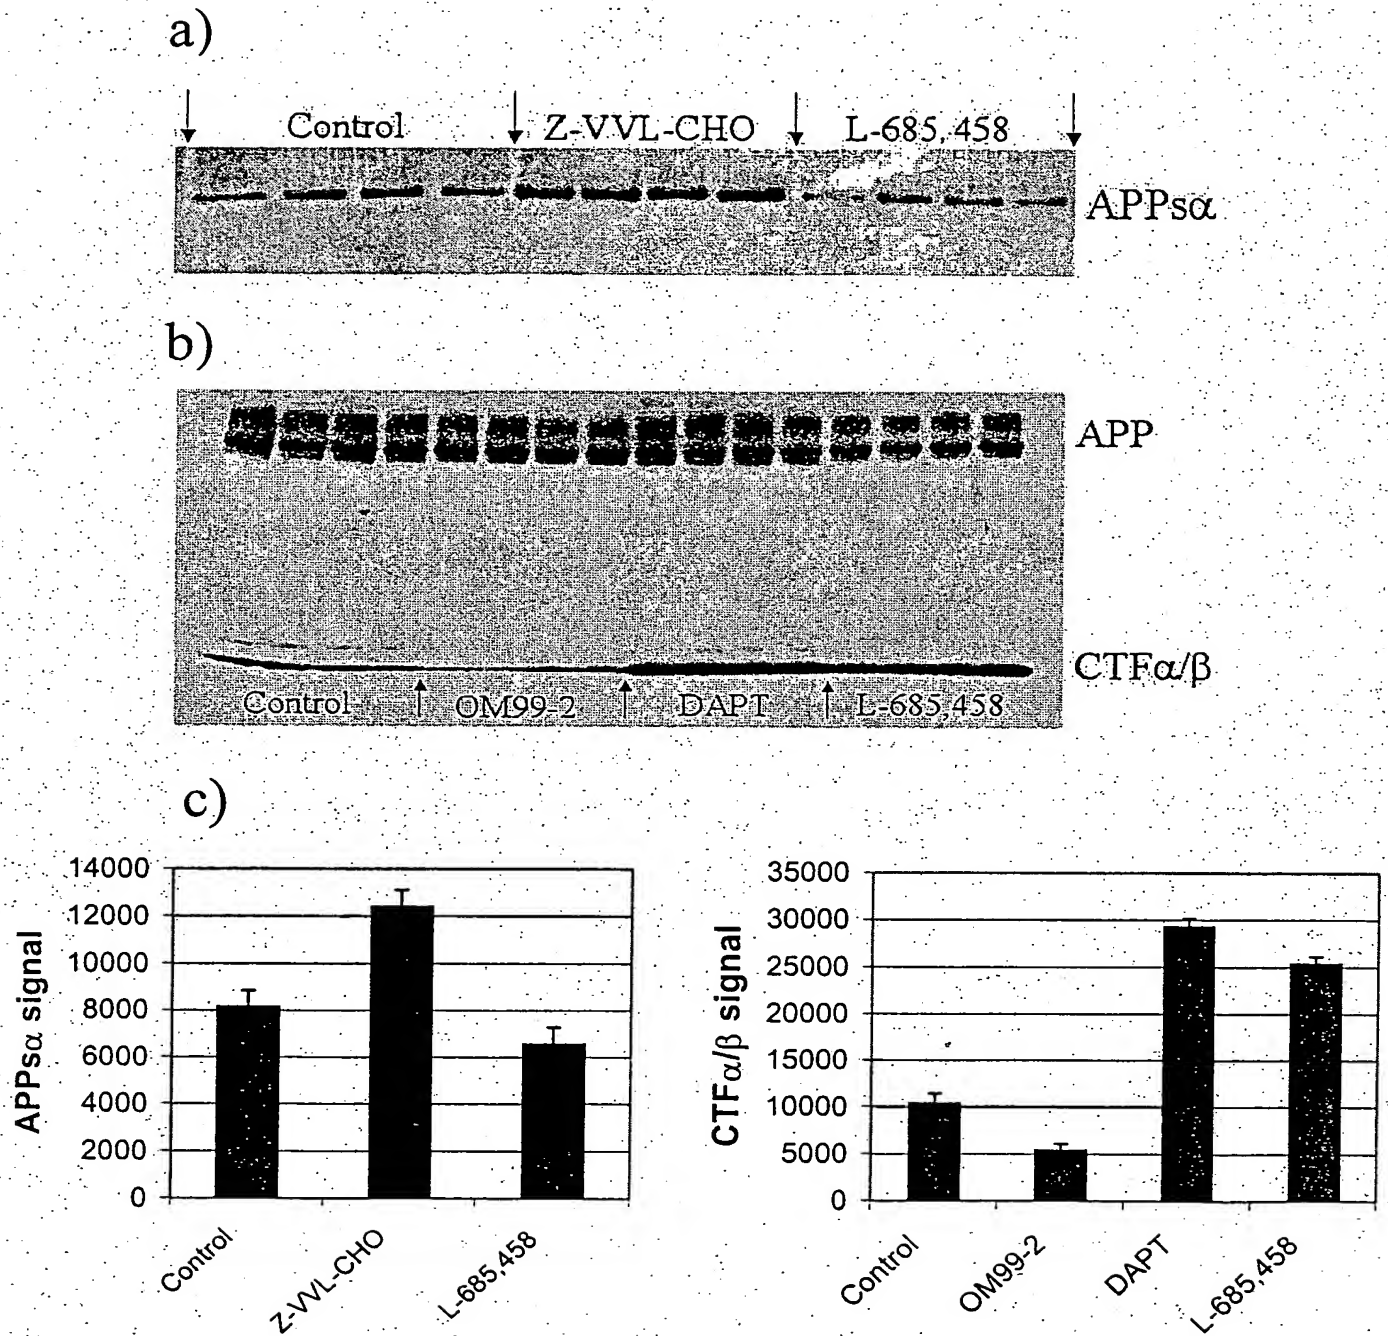 a)
Control Z-VVL-CHO L-685,458
APPsα
b)
APP
CTFα/β
Control OM99-2 DAPT L-685,458
c)
14000
12000
10000
8000
6000
4000
2000
0
APPsα signal
Control
Z-VVL-CHO
L-685,458
35000
30000
25000
20000
15000
10000
5000
0
CTFα/β signal
Control
OM99-2
DAPT
L-685,458